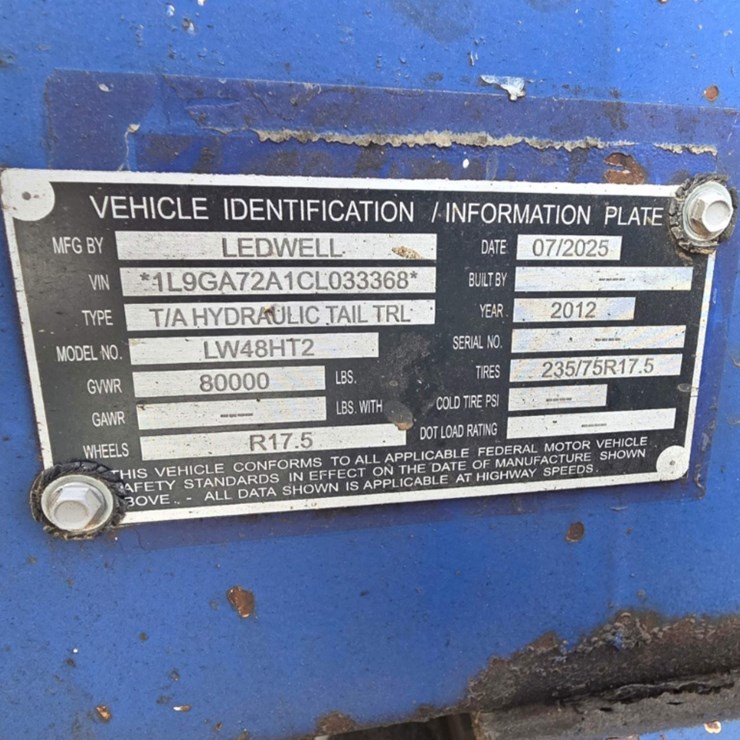 VEHICLE IDENTIFICATION / INFORMATION PLATE
MFG BY LEDWELL DATE 07/2025
VIN *1L9GA72A1CL033368* BUILT BY ----
TYPE T/A HYDRAULIC TAIL TRL YEAR 2012
MODEL NO. LW48HT2 SERIAL NO. ----
GVWR 80000 LBS. TIRES 235/75R17.5
GAWR ---- LBS. WITH COLD TIRE PSI ----
WHEELS R17.5 DOT LOAD RATING ----
THIS VEHICLE CONFORMS TO ALL APPLICABLE FEDERAL MOTOR VEHICLE
SAFETY STANDARDS IN EFFECT ON THE DATE OF MANUFACTURE SHOWN
ABOVE. - ALL DATA SHOWN IS APPLICABLE AT HIGHWAY SPEEDS.